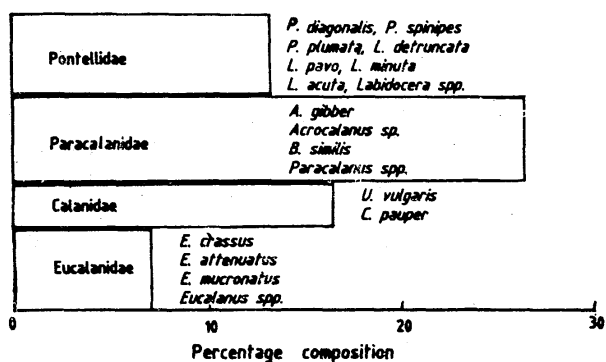 P. diagonalis, P. spinipes
P. plumata, L. detruncata
Pontellidae
L. pavo, L. minuta
L. acuta, Labidocera spp.
A. gibber
Acrocalanus sp.
Paracalanidae
B. similis
Paracalanus spp.
U. vulgaris
Calanidae
C. pauper
E. crassus
E. attenuatus
Eucalanidae
E. mucronatus
Eucalanus spp.
0 10 20 30
Percentage composition